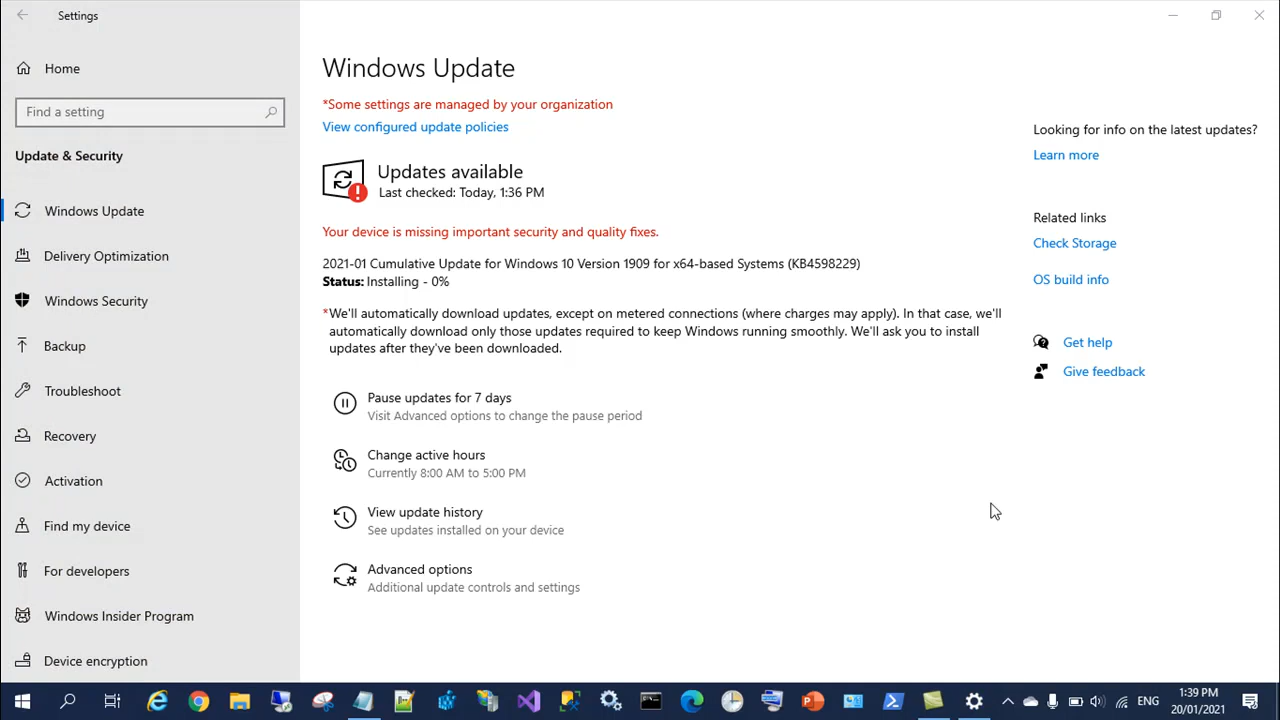 Settings
Home
Find a setting
Update & Security
Windows Update
Delivery Optimization
Windows Security
Backup
Troubleshoot
Recovery
Activation
Find my device
For developers
Windows Insider Program
Device encryption
Windows Update
*Some settings are managed by your organization
View configured update policies
Updates available
Last checked: Today, 1:36 PM
Your device is missing important security and quality fixes.
2021-01 Cumulative Update for Windows 10 Version 1909 for x64-based Systems (KB4598229)
Status: Installing - 0%
*We'll automatically download updates, except on metered connections (where charges may apply). In that case, we'll
automatically download only those updates required to keep Windows running smoothly. We'll ask you to install
updates after they've been downloaded.
Pause updates for 7 days
Visit Advanced options to change the pause period
Change active hours
Currently 8:00 AM to 5:00 PM
View update history
See updates installed on your device
Advanced options
Additional update controls and settings
Looking for info on the latest updates?
Learn more
Related links
Check Storage
OS build info
Get help
Give feedback
ENG
1:39 PM
20/01/2021